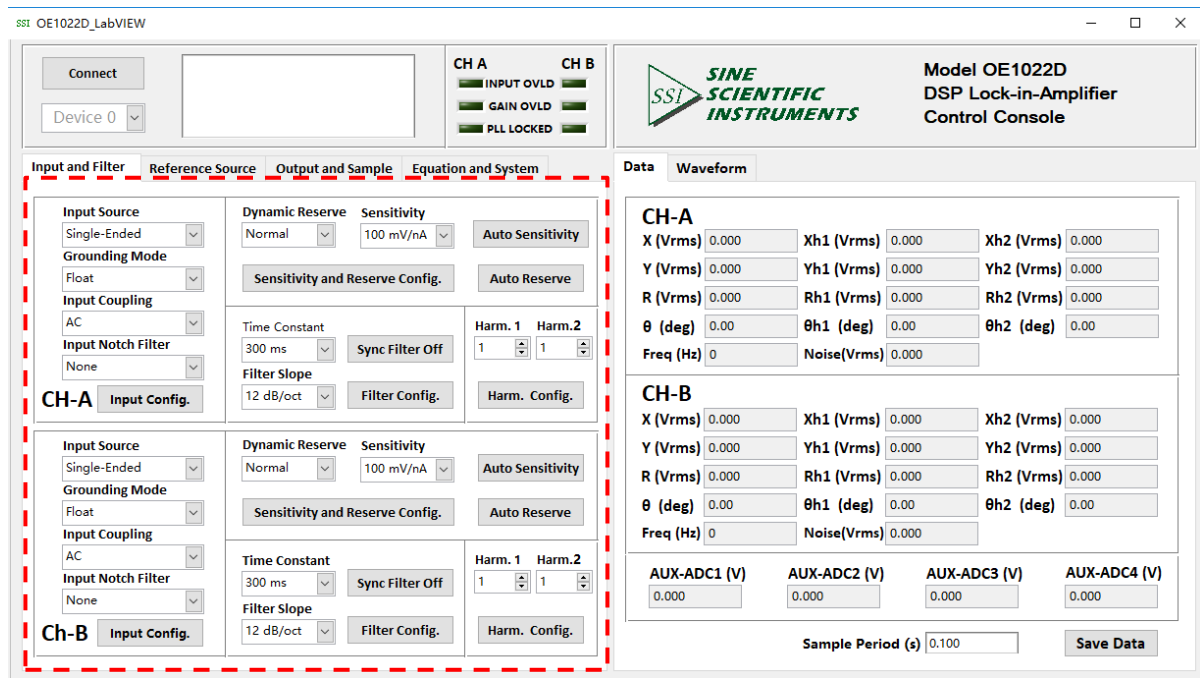 SSI OE1022D_LabVIEW
Connect
Device 0
CH A CH B
INPUT OVLD
GAIN OVLD
PLL LOCKED
SSI
SINE
SCIENTIFIC
INSTRUMENTS
Model OE1022D
DSP Lock-in-Amplifier
Control Console
Input and Filter Reference Source Output and Sample Equation and System
Input Source
Single-Ended
Grounding Mode
Float
Input Coupling
AC
Input Notch Filter
None
CH-A Input Config.
Dynamic Reserve Sensitivity
Normal 100 mV/nA Auto Sensitivity
Sensitivity and Reserve Config. Auto Reserve
Time Constant
300 ms Sync Filter Off
Filter Slope
12 dB/oct Filter Config.
Harm. 1 Harm.2
1 1
Harm. Config.
Input Source
Single-Ended
Grounding Mode
Float
Input Coupling
AC
Input Notch Filter
None
Ch-B Input Config.
Dynamic Reserve Sensitivity
Normal 100 mV/nA Auto Sensitivity
Sensitivity and Reserve Config. Auto Reserve
Time Constant
300 ms Sync Filter Off
Filter Slope
12 dB/oct Filter Config.
Harm. 1 Harm.2
1 1
Harm. Config.
Data Waveform
CH-A
X (Vrms) 0.000 Xh1 (Vrms) 0.000 Xh2 (Vrms) 0.000
Y (Vrms) 0.000 Yh1 (Vrms) 0.000 Yh2 (Vrms) 0.000
R (Vrms) 0.000 Rh1 (Vrms) 0.000 Rh2 (Vrms) 0.000
θ (deg) 0.00 θh1 (deg) 0.00 θh2 (deg) 0.00
Freq (Hz) 0 Noise(Vrms) 0.000
CH-B
X (Vrms) 0.000 Xh1 (Vrms) 0.000 Xh2 (Vrms) 0.000
Y (Vrms) 0.000 Yh1 (Vrms) 0.000 Yh2 (Vrms) 0.000
R (Vrms) 0.000 Rh1 (Vrms) 0.000 Rh2 (Vrms) 0.000
θ (deg) 0.00 θh1 (deg) 0.00 θh2 (deg) 0.00
Freq (Hz) 0 Noise(Vrms) 0.000
AUX-ADC1 (V) AUX-ADC2 (V) AUX-ADC3 (V) AUX-ADC4 (V)
0.000 0.000 0.000 0.000
Sample Period (s) 0.100 Save Data